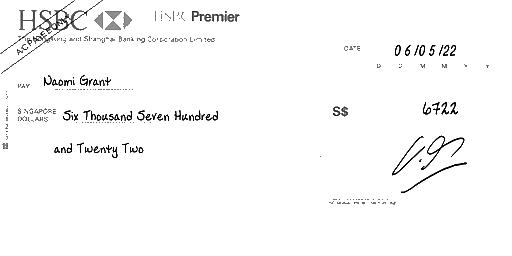 HSBC HSBC Premier
The Hongkong and Shanghai Banking Corporation Limited
A/C PAYEE ONLY
DATE 06/05/22
D D M M Y Y
PAY Naomi Grant
SINGAPORE DOLLARS Six Thousand Seven Hundred
S$ 6722
and Twenty Two